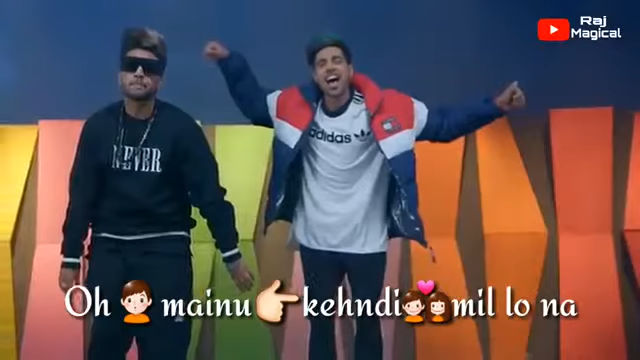 Raj
Magical
NEVER
adidas
Oh 👦 mainu 👉 kehndi 💑 mil lo na